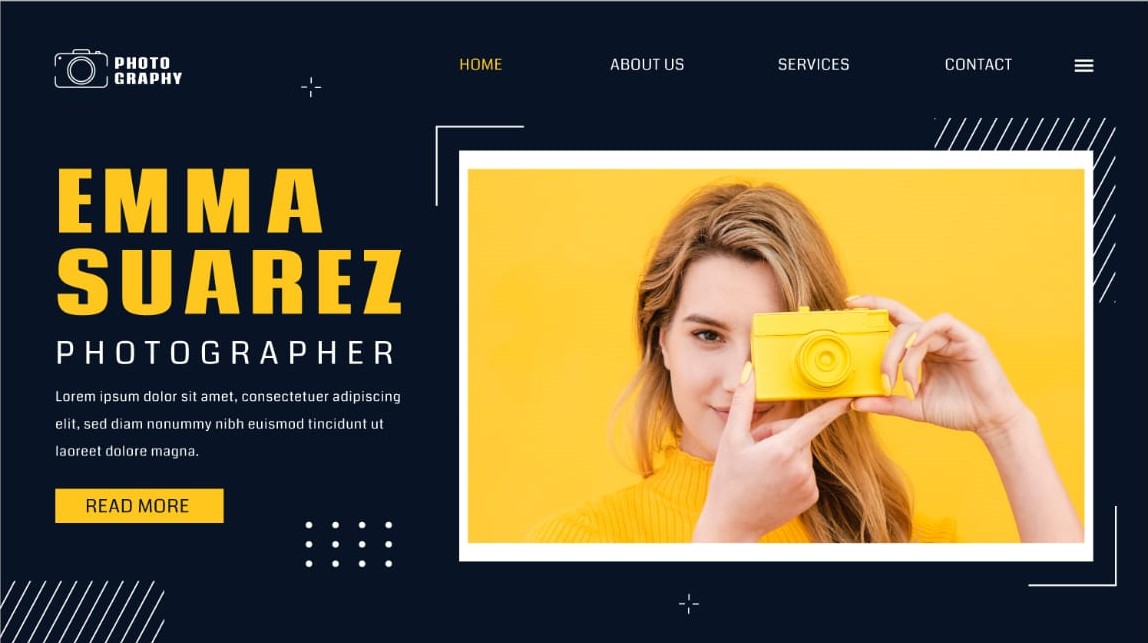 PHOTO
GRAPHY
HOME
ABOUT US
SERVICES
CONTACT
EMMA
SUAREZ
PHOTOGRAPHER
Lorem ipsum dolor sit amet, consectetuer adipiscing
elit, sed diam nonummy nibh euismod tincidunt ut
laoreet dolore magna.
READ MORE